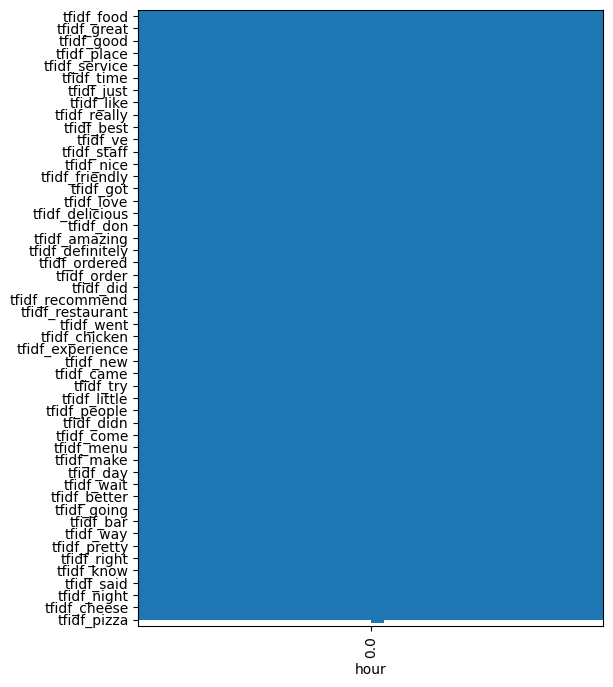 tfidf_food
tfidf_great
tfidf_good
tfidf_place
tfidf_service
tfidf_time
tfidf_just
tfidf_like
tfidf_really
tfidf_best
tfidf_ve
tfidf_staff
tfidf_nice
tfidf_friendly
tfidf_got
tfidf_love
tfidf_delicious
tfidf_don
tfidf_amazing
tfidf_definitely
tfidf_ordered
tfidf_order
tfidf_did
tfidf_recommend
tfidf_restaurant
tfidf_went
tfidf_chicken
tfidf_experience
tfidf_new
tfidf_came
tfidf_try
tfidf_little
tfidf_people
tfidf_didn
tfidf_come
tfidf_menu
tfidf_make
tfidf_day
tfidf_wait
tfidf_better
tfidf_going
tfidf_bar
tfidf_way
tfidf_pretty
tfidf_right
tfidf_know
tfidf_said
tfidf_night
tfidf_cheese
tfidf_pizza
0.0
hour